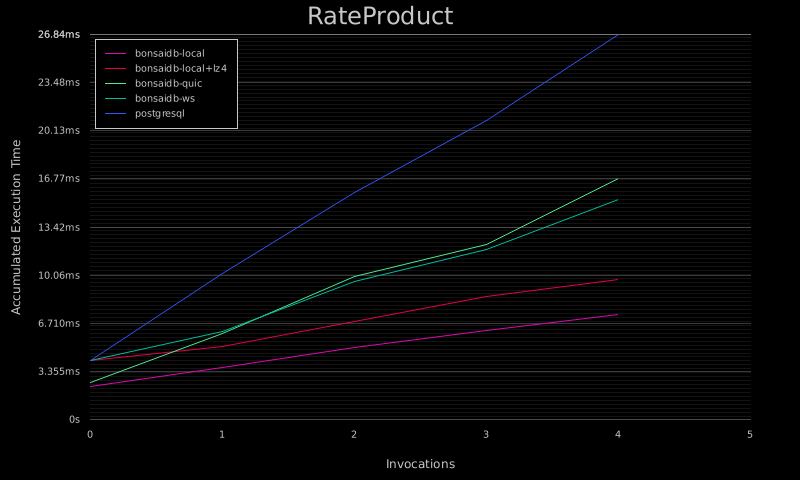 RateProduct
26.84ms
23.48ms
20.13ms
16.77ms
13.42ms
10.06ms
6.710ms
3.355ms
0s
Accumulated Execution Time
bonsaidb-local
bonsaidb-local+lz4
bonsaidb-quic
bonsaidb-ws
postgresql
0 1 2 3 4 5
Invocations